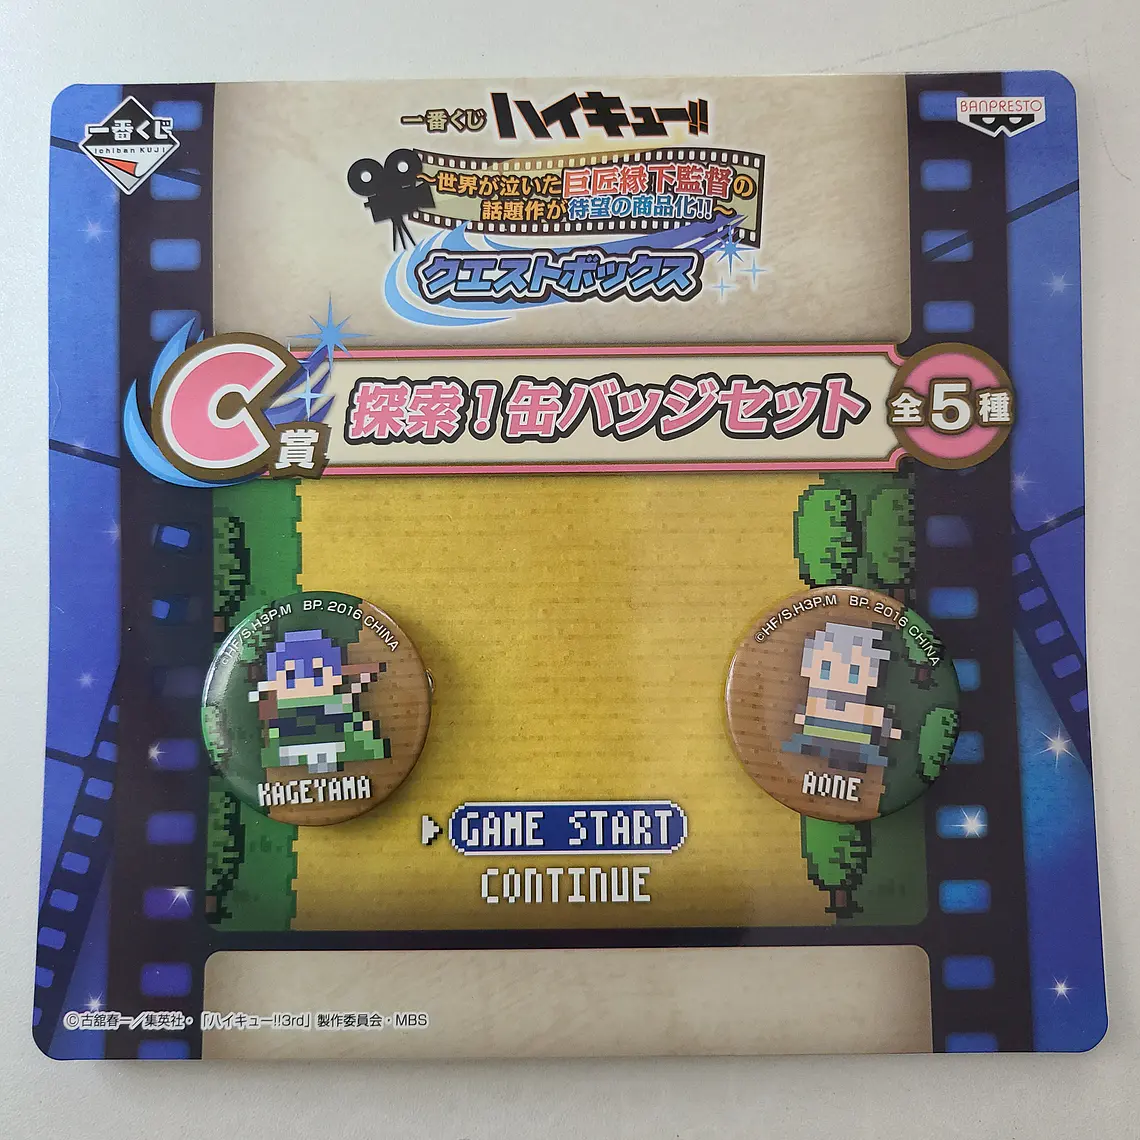 一番くじ
Ichiban KUJI
BANPRESTO
一番くじ ハイキュー!!
～世界が泣いた巨匠縁下監督の
話題作が待望の商品化!!～
クエストボックス
C賞
探索!缶バッジセット
全5種
©HF/S.H3P.M BP. 2016 CHINA
KAGEYAMA
©HF/S.H3P.M BP. 2016 CHINA
AONE
GAME START
CONTINUE
©古舘春一／集英社・「ハイキュー!!3rd」製作委員会・MBS